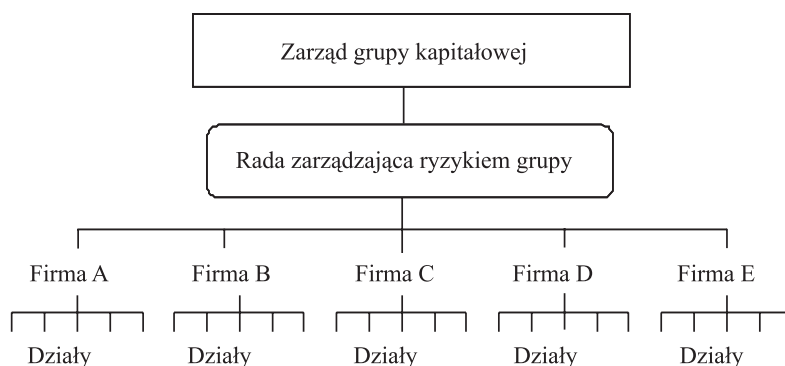 Zarząd grupy kapitałowej
Rada zarządzająca ryzykiem grupy
Firma A Firma B Firma C Firma D Firma E
Działy Działy Działy Działy Działy